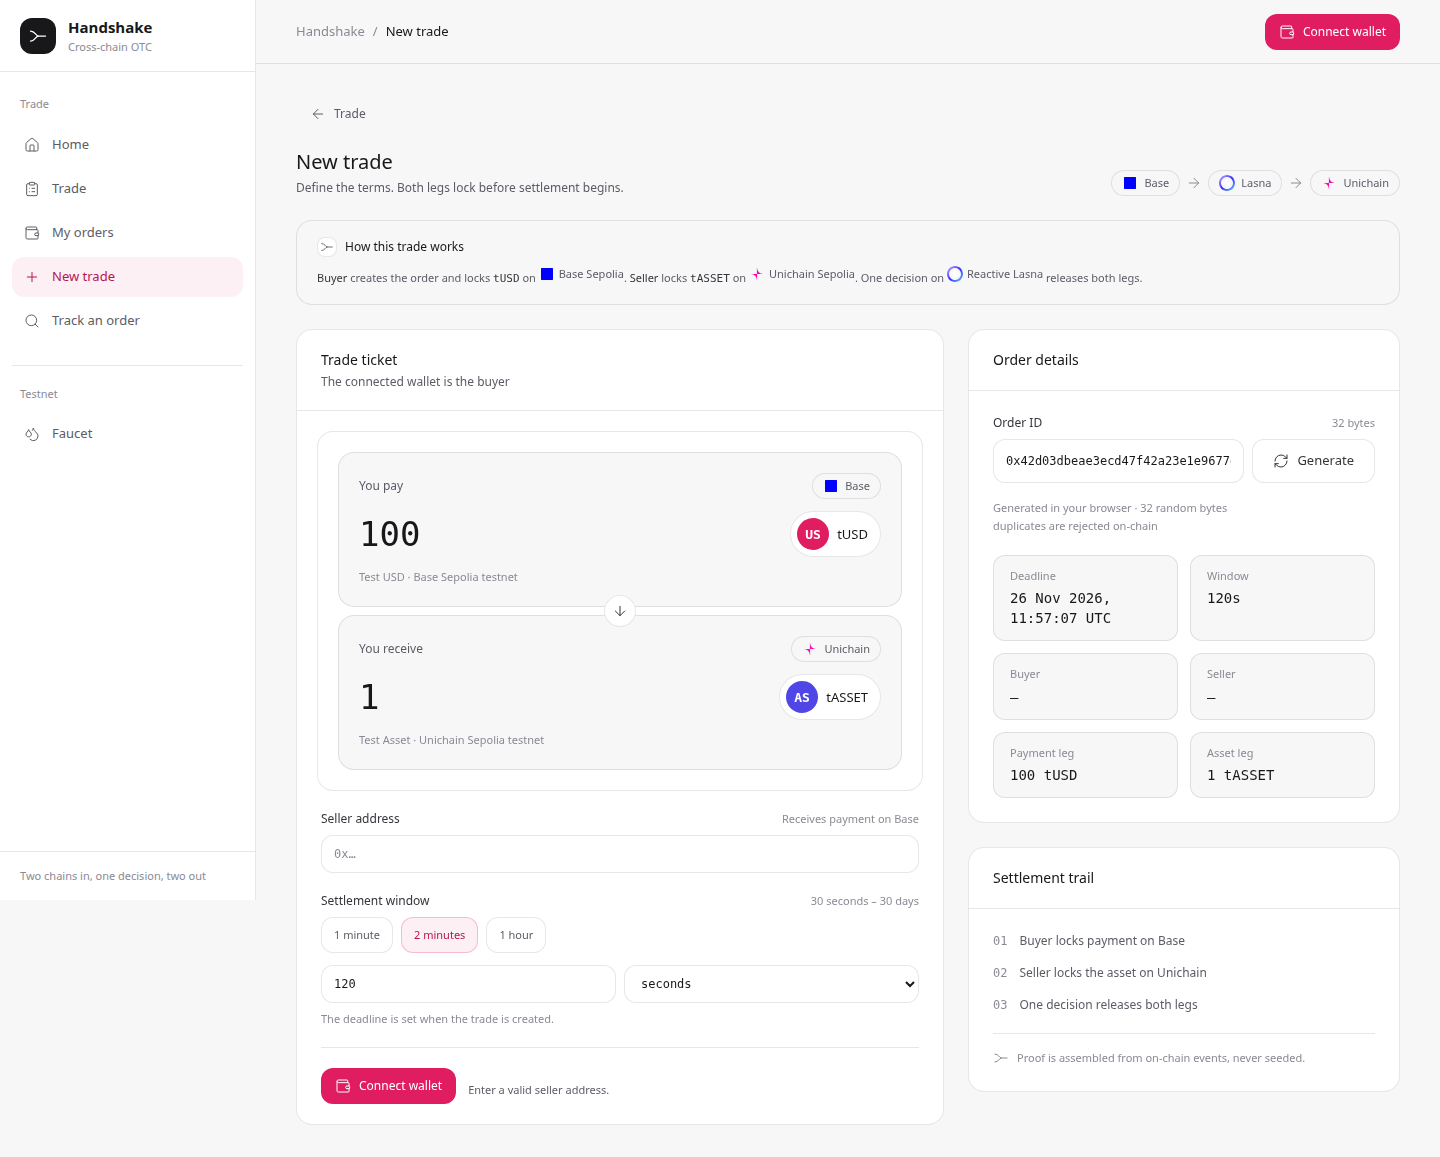 Handshake
Cross-chain OTC
Trade
Home
Trade
My orders
New trade
Track an order
Testnet
Faucet
Two chains in, one decision, two out
Handshake / New trade
Connect wallet
Trade
New trade
Define the terms. Both legs lock before settlement begins.
Base
Lasna
Unichain
How this trade works
Buyer creates the order and locks tUSD on Base Sepolia. Seller locks tASSET on Unichain Sepolia. One decision on Reactive Lasna releases both legs.
Trade ticket
The connected wallet is the buyer
You pay
Base
100
US
tUSD
Test USD · Base Sepolia testnet
You receive
Unichain
1
AS
tASSET
Test Asset · Unichain Sepolia testnet
Seller address
Receives payment on Base
0x…
Settlement window
30 seconds – 30 days
1 minute
2 minutes
1 hour
120
seconds
The deadline is set when the trade is created.
Connect wallet
Enter a valid seller address.
Order details
Order ID
32 bytes
0x42d03dbeae3ecd47f42a23e1e9677
Generate
Generated in your browser · 32 random bytes
duplicates are rejected on-chain
Deadline
26 Nov 2026,
11:57:07 UTC
Window
120s
Buyer
—
Seller
—
Payment leg
100 tUSD
Asset leg
1 tASSET
Settlement trail
01 Buyer locks payment on Base
02 Seller locks the asset on Unichain
03 One decision releases both legs
Proof is assembled from on-chain events, never seeded.